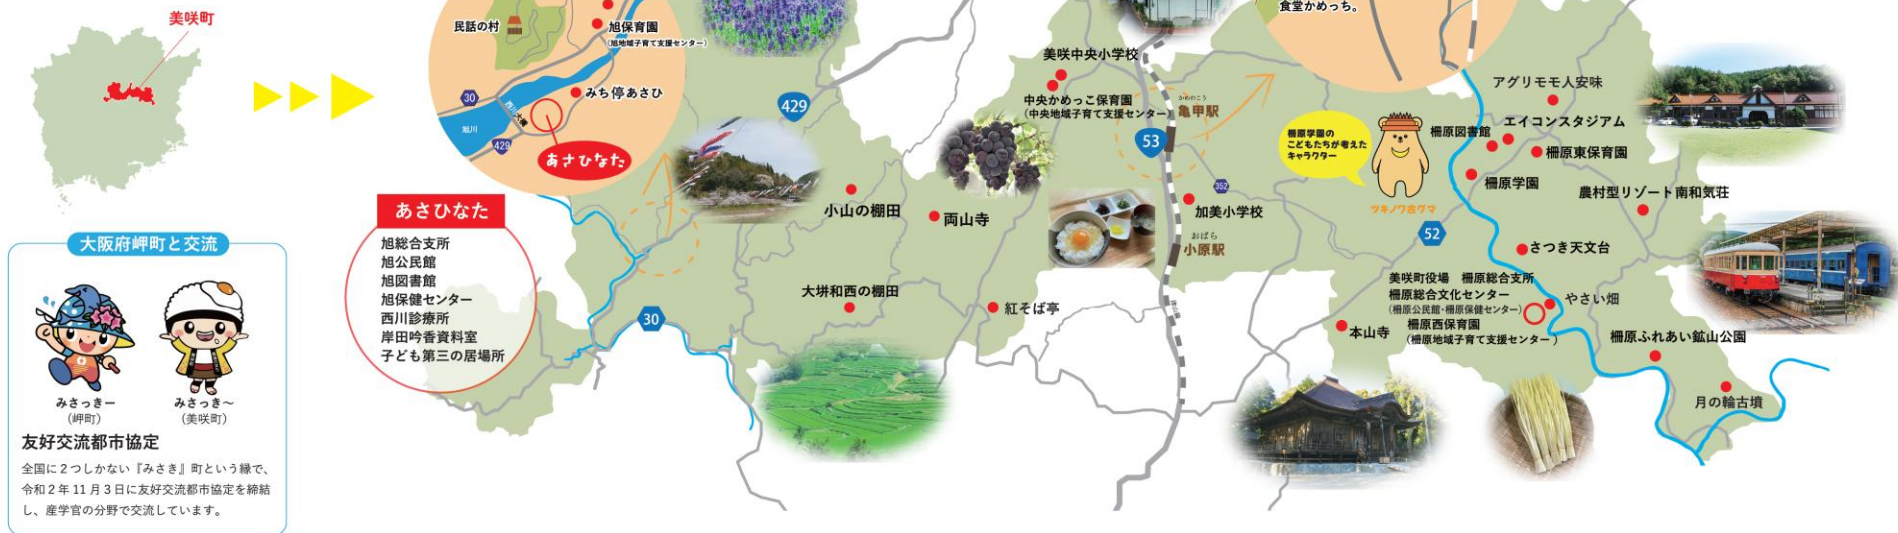 美咲町
民話の村
旭保育園
(旭地域子育て支援センター)
みち停あさひ
30
旭川
西川大橋
429
あさひなた
食堂かめっち。
429
美咲中央小学校
中央かめっこ保育園
(中央地域子育て支援センター)
かめのこう
亀甲駅
53
柵原学園の
こどもたちが考えた
キャラクター
ツキノワ古グマ
アグリモモ人安味
柵原図書館
エイコンスタジアム
柵原東保育園
柵原学園
農村型リゾート南和気荘
352
加美小学校
おばら
小原駅
52
さつき天文台
小山の棚田
両山寺
大垪和西の棚田
紅そば亭
30
本山寺
美咲町役場 柵原総合支所
柵原総合文化センター
(柵原公民館・柵原保健センター)
柵原西保育園
(柵原地域子育て支援センター)
やさい畑
柵原ふれあい鉱山公園
月の輪古墳
あさひなた
旭総合支所
旭公民館
旭図書館
旭保健センター
西川診療所
岸田吟香資料室
子ども第三の居場所
大阪府岬町と交流
みさっきー
(岬町)
みさっき～
(美咲町)
友好交流都市協定
全国に2つしかない『みさき』町という縁で、
令和2年11月3日に友好交流都市協定を締結
し、産学官の分野で交流しています。